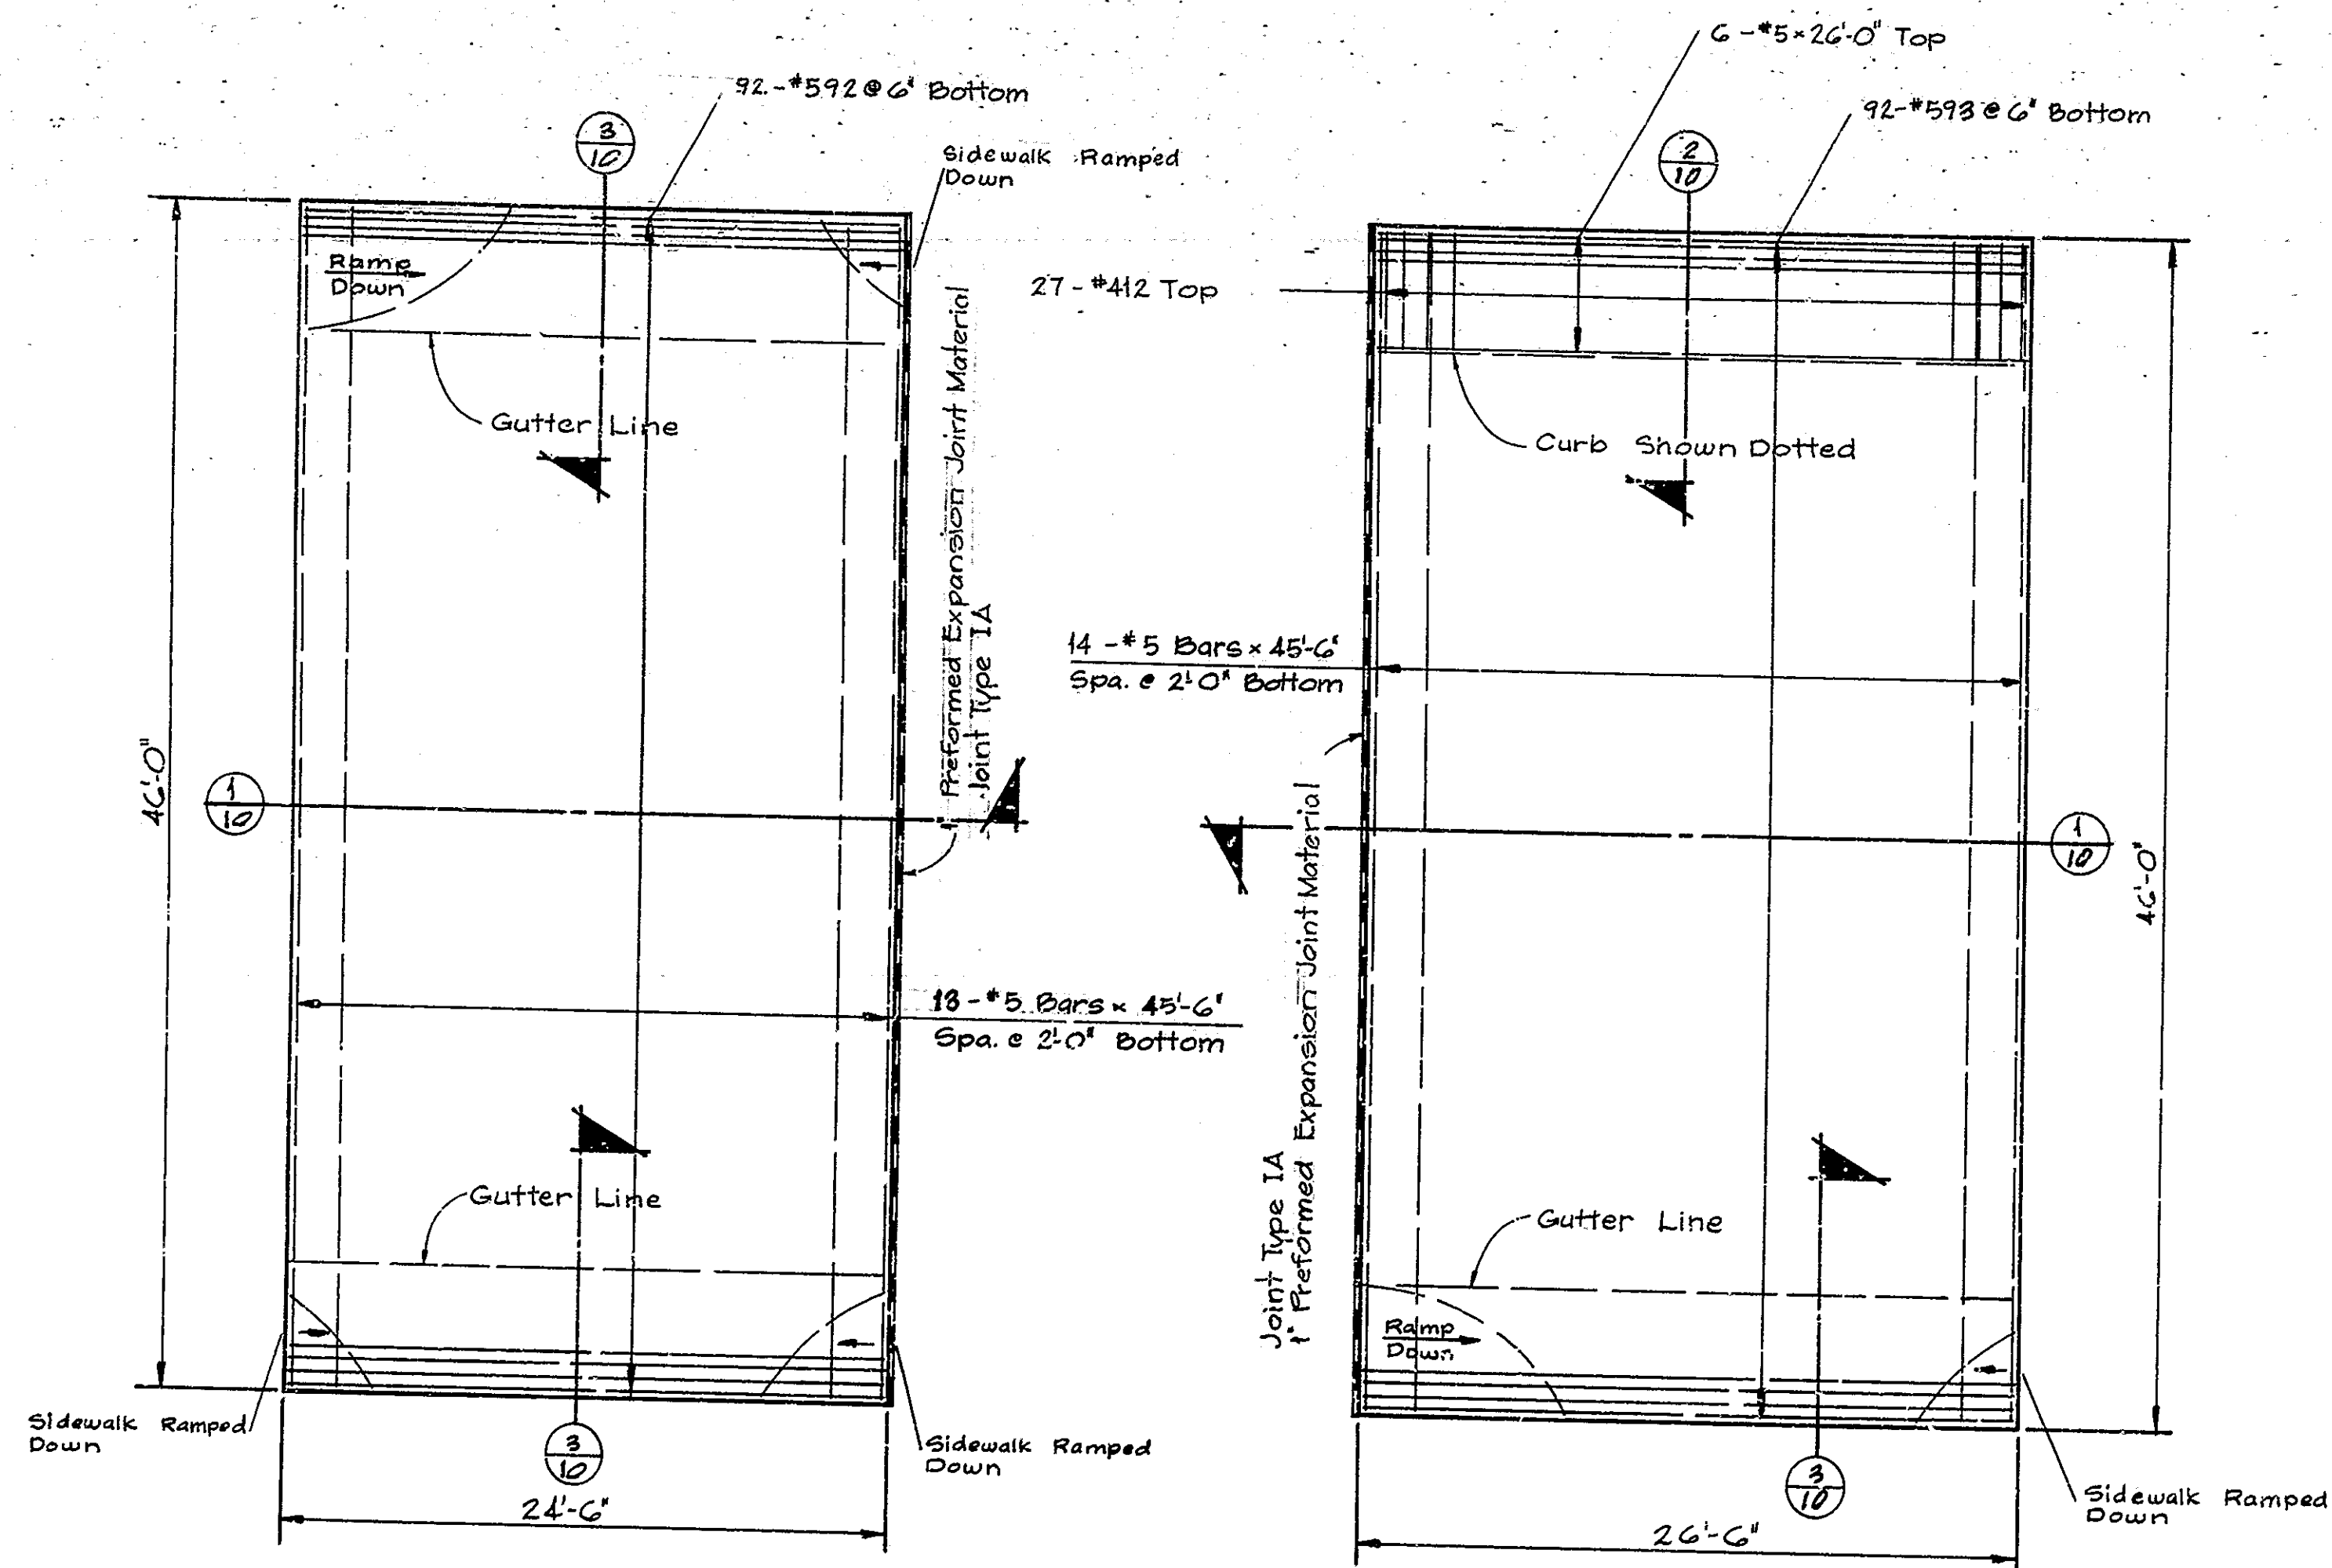 6-#5×26'-0" Top
92-#592@6" Bottom
92-#593@6" Bottom
3
10
2
10
Sidewalk Ramped
Down
Ramp
Down
27-#412 Top
Gutter Line
Curb Shown Dotted
Preformed Expansion Joint Material
Joint Type IA
14-#5 Bars×45'-6"
Spa. @ 2'-0" Bottom
46'-0"
1
10
1
10
46'-0"
13-#5 Bars × 45'-6"
Spa. @ 2'-0" Bottom
Joint Type IA
1" Preformed Expansion Joint Material
Gutter Line
Gutter Line
Ramp
Down
Sidewalk Ramped
Down
3
10
Sidewalk Ramped
Down
3
10
Sidewalk Ramped
Down
24'-6"
26'-6"